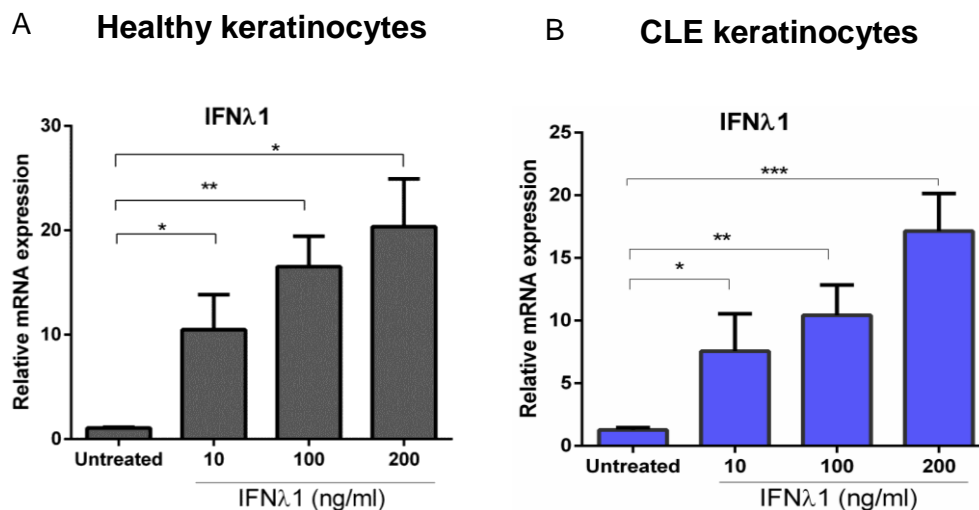 A Healthy keratinocytes
IFNλ1
Relative mRNA expression
30
20
10
0
*
**
*
Untreated 10 100 200
IFNλ1 (ng/ml)
B CLE keratinocytes
IFNλ1
Relative mRNA expression
25
20
15
10
5
0
***
**
*
Untreated 10 100 200
IFNλ1 (ng/ml)